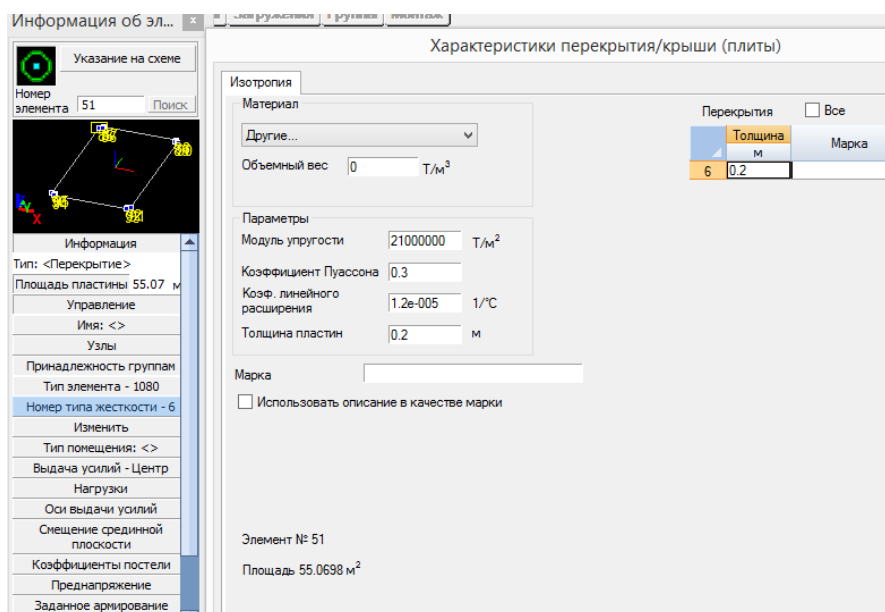 Информация об эл... x
Загружения Группы Монтаж
Указание на схеме
Номер
элемента 51 Поиск
X
Информация
Тип: <Перекрытие>
Площадь пластины 55.07 м
Управление
Имя: <>
Узлы
Принадлежность группам
Тип элемента - 1080
Номер типа жесткости - 6
Изменить
Тип помещения: <>
Выдача усилий - Центр
Нагрузки
Оси выдачи усилий
Смещение срединной
плоскости
Коэффициенты постели
Преднапряжение
Заданное армирование
Характеристики перекрытия/крыши (плиты)
Изотропия
Материал
Другие...
Объемный вес 0 Т/м³
Параметры
Модуль упругости 21000000 Т/м²
Коэффициент Пуассона 0.3
Коэф. линейного
расширения 1.2e-005 1/°C
Толщина пластин 0.2 м
Марка
Использовать описание в качестве марки
Элемент № 51
Площадь 55.0698 м²
Перекрытия Все
Толщина Марка
м
6 0.2